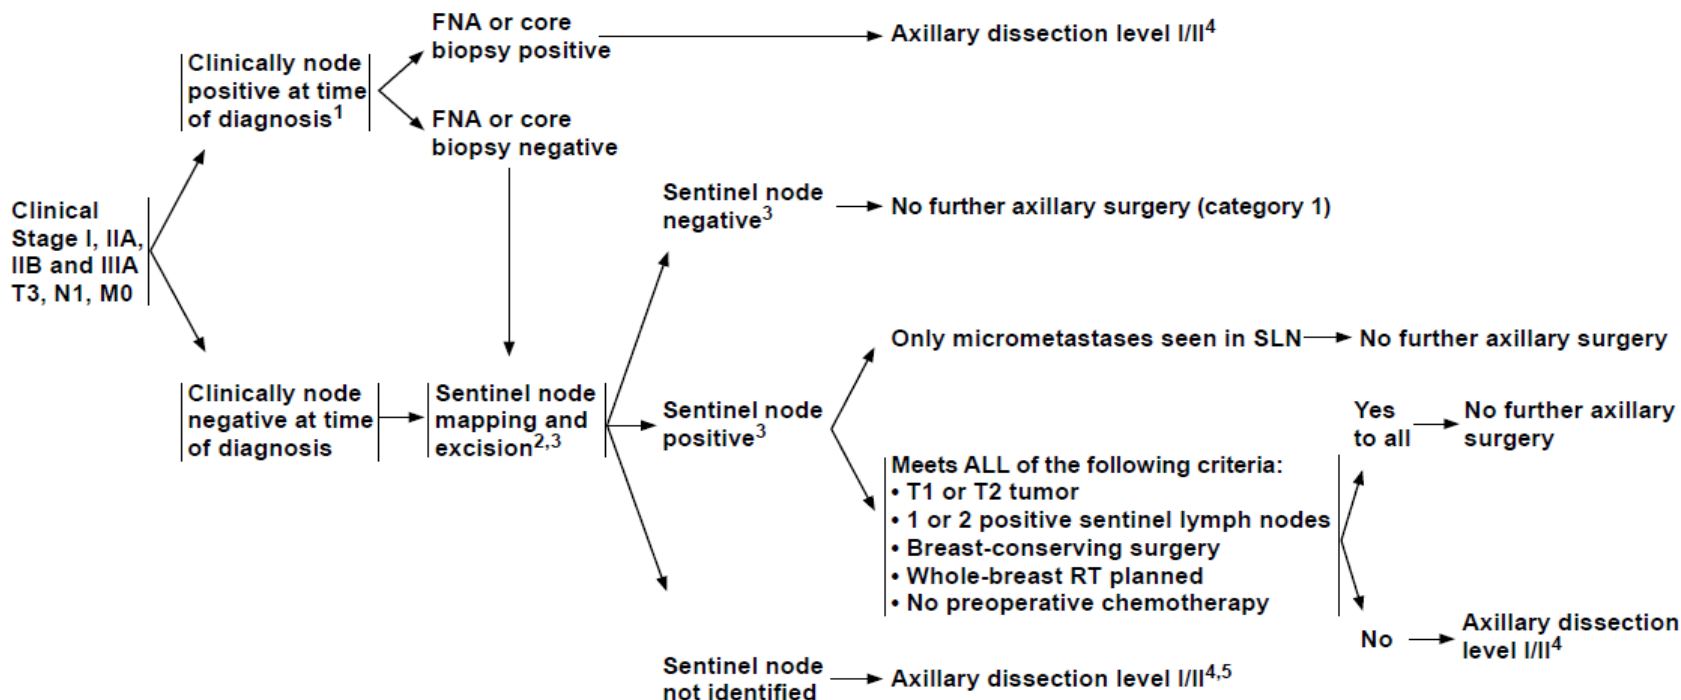 Clinical
Stage I, IIA,
IIB and IIIA
T3, N1, M0
Clinically node
positive at time
of diagnosis1
FNA or core
biopsy positive
Axillary dissection level I/II4
FNA or core
biopsy negative
Clinically node
negative at time
of diagnosis
Sentinel node
mapping and
excision2,3
Sentinel node
negative3
No further axillary surgery (category 1)
Sentinel node
positive3
Only micrometastases seen in SLN
No further axillary surgery
Meets ALL of the following criteria:
• T1 or T2 tumor
• 1 or 2 positive sentinel lymph nodes
• Breast-conserving surgery
• Whole-breast RT planned
• No preoperative chemotherapy
Yes
to all
No further axillary
surgery
No
Axillary dissection
level I/II4
Sentinel node
not identified
Axillary dissection level I/II4,5